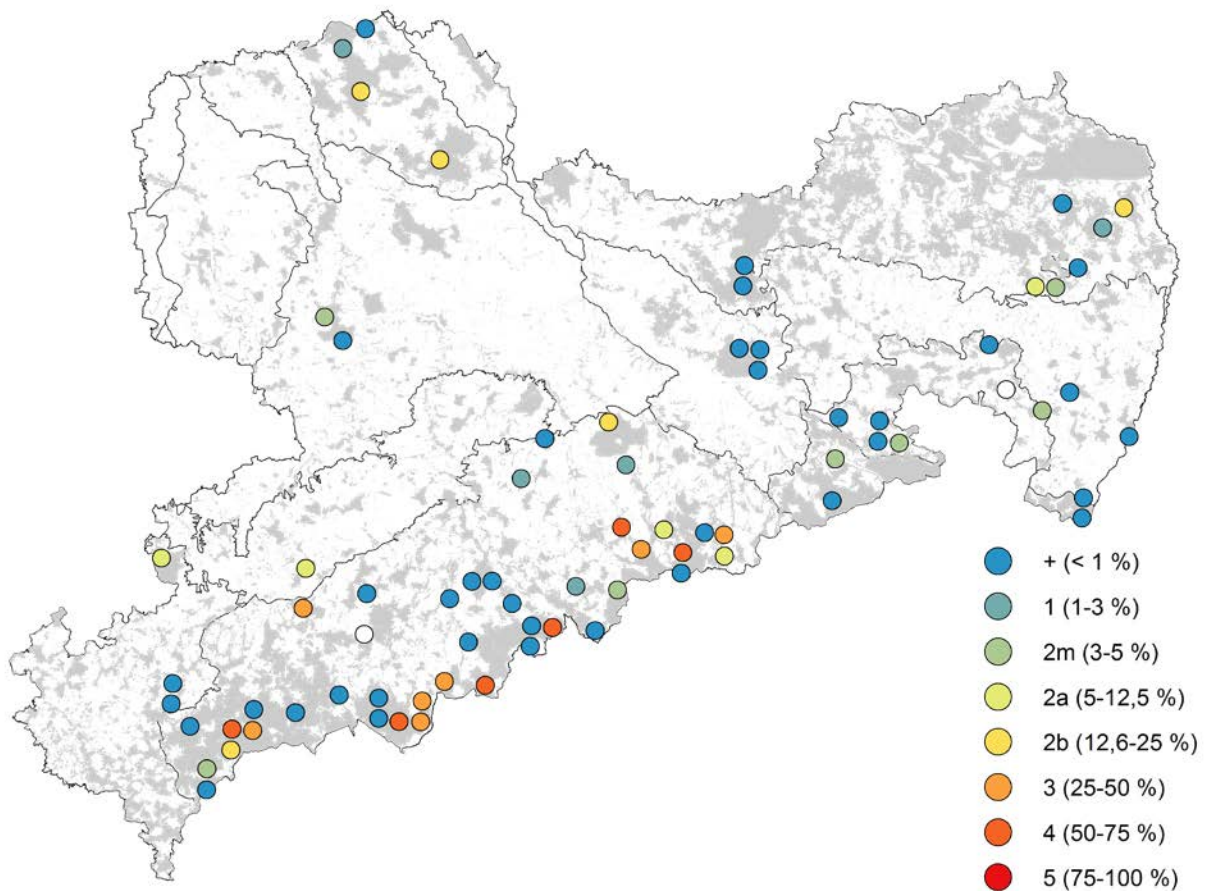 + (< 1 %)
1 (1-3 %)
2m (3-5 %)
2a (5-12,5 %)
2b (12,6-25 %)
3 (25-50 %)
4 (50-75 %)
5 (75-100 %)